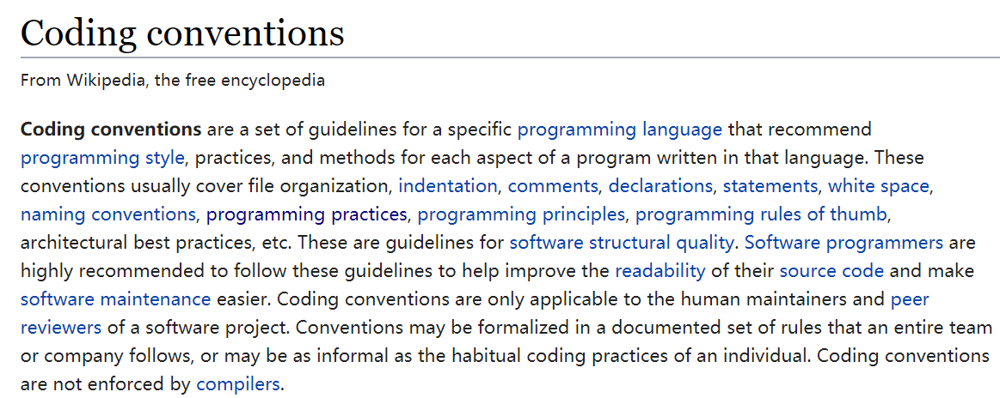 Coding conventions
From Wikipedia, the free encyclopedia
Coding conventions are a set of guidelines for a specific programming language that recommend
programming style, practices, and methods for each aspect of a program written in that language. These
conventions usually cover file organization, indentation, comments, declarations, statements, white space,
naming conventions, programming practices, programming principles, programming rules of thumb,
architectural best practices, etc. These are guidelines for software structural quality. Software programmers are
highly recommended to follow these guidelines to help improve the readability of their source code and make
software maintenance easier. Coding conventions are only applicable to the human maintainers and peer
reviewers of a software project. Conventions may be formalized in a documented set of rules that an entire team
or company follows, or may be as informal as the habitual coding practices of an individual. Coding conventions
are not enforced by compilers.